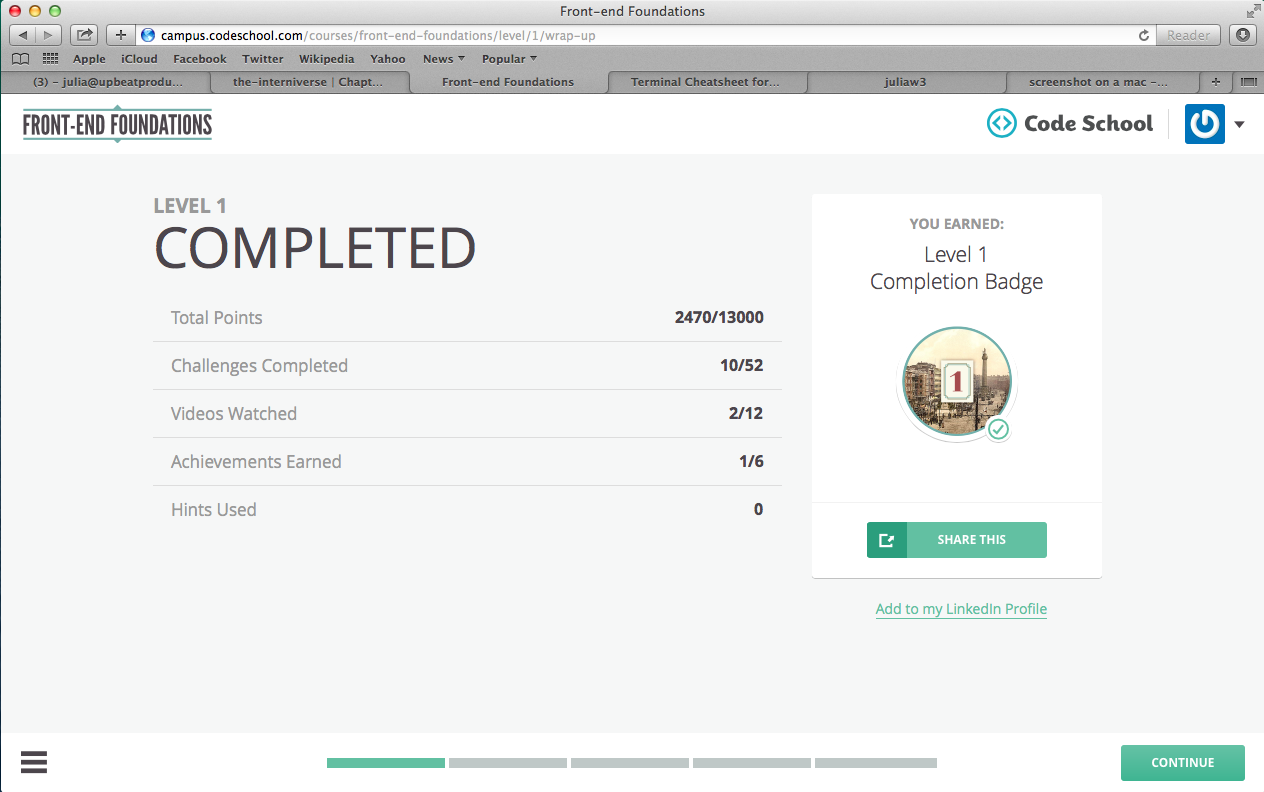 Front-end Foundations
campus.codeschool.com/courses/front-end-foundations/level/1/wrap-up
Reader
Apple iCloud Facebook Twitter Wikipedia Yahoo News Popular
(3) – julia@upbeatprodu... the-interniverse | Chapt... Front-end Foundations Terminal Cheatsheet for... juliaw3 screenshot on a mac –...
FRONT-END FOUNDATIONS
Code School
LEVEL 1
COMPLETED
Total Points 2470/13000
Challenges Completed 10/52
Videos Watched 2/12
Achievements Earned 1/6
Hints Used 0
YOU EARNED:
Level 1
Completion Badge
1
SHARE THIS
Add to my LinkedIn Profile
CONTINUE